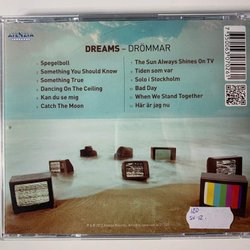 DREAMS – DRÖMMAR
Spegelboll
Something You Should Know
Something True
Dancing On The Ceiling
Kan du se mig
Catch The Moon
The Sun Always Shines On TV
Tiden som var
Solo i Stockholm
Bad Day
When We Stand Together
Här är jag nu
120